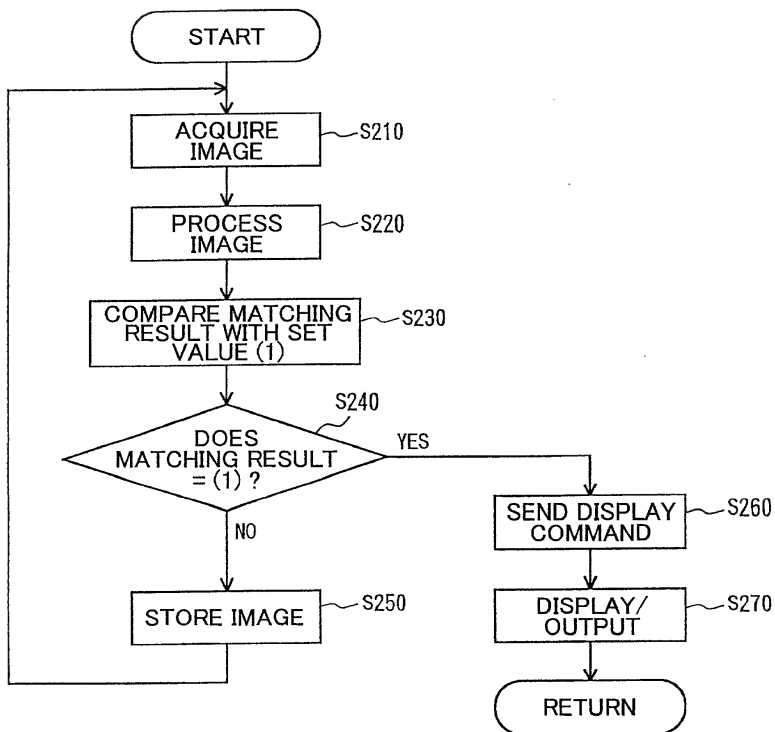 START
ACQUIRE
IMAGE
S210
PROCESS
IMAGE
S220
COMPARE MATCHING
RESULT WITH SET
VALUE (1)
S230
S240
DOES
MATCHING RESULT
= (1) ?
YES
NO
SEND DISPLAY
COMMAND
S260
STORE IMAGE
S250
DISPLAY/
OUTPUT
S270
RETURN